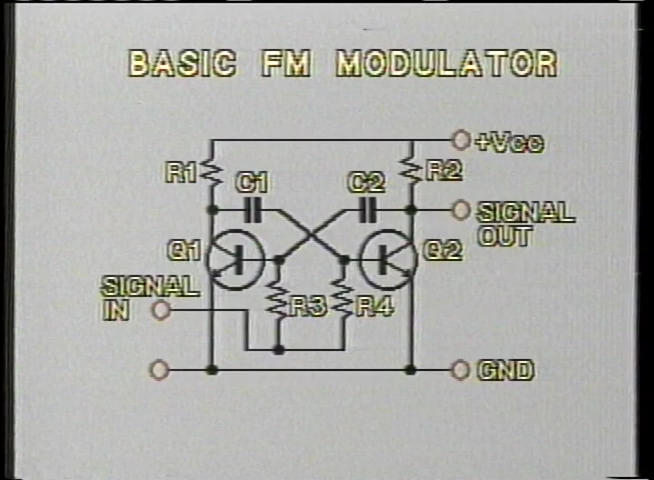 BASIC FM MODULATOR
+Vcc
R1
R2
C1
C2
SIGNAL
OUT
Q1
Q2
SIGNAL
IN
R3
R4
GND